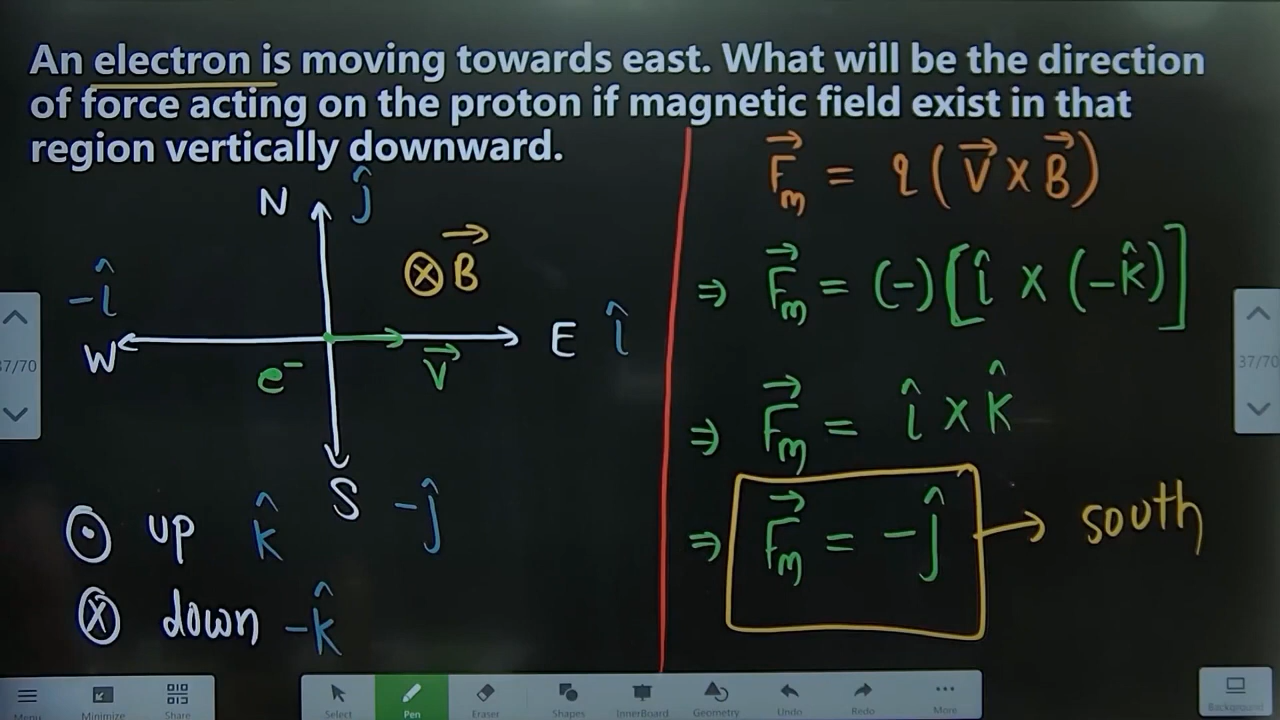 An electron is moving towards east. What will be the direction
of force acting on the proton if magnetic field exist in that
region vertically downward.
N ĵ
⊗ B⃗
-î
W E î
e⁻ V⃗
S -ĵ
⊙ up k̂
⊗ down -k̂
F⃗m = q (V⃗ × B⃗)
⇒ F⃗m = (-) [î × (-k̂)]
⇒ F⃗m = î × k̂
⇒ F⃗m = -ĵ → south
37/70
37/70
Menu Minimize Share Select Pen Eraser Shapes InnerBoard Geometry Undo Redo More Background